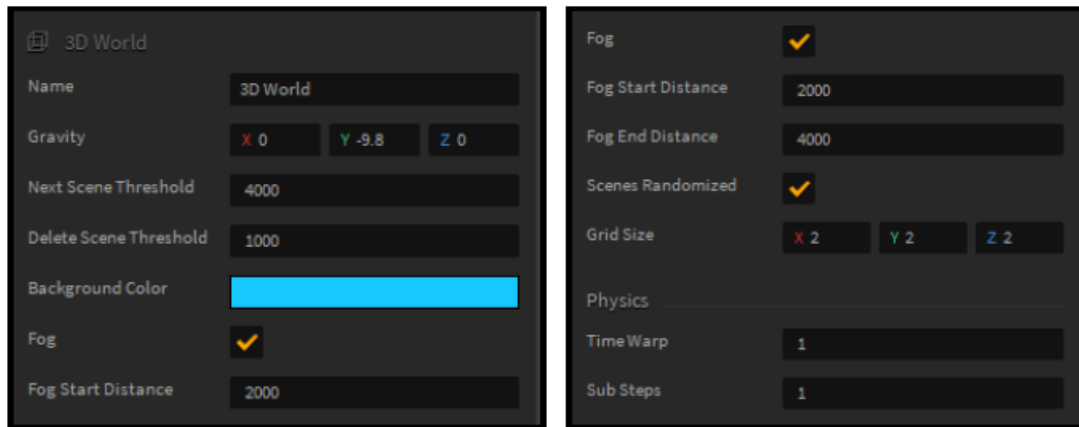 3D World
Name 3D World
Gravity X 0 Y -9.8 Z 0
Next Scene Threshold 4000
Delete Scene Threshold 1000
Background Color
Fog
Fog Start Distance 2000
Fog
Fog Start Distance 2000
Fog End Distance 4000
Scenes Randomized
Grid Size X 2 Y 2 Z 2
Physics
Time Warp 1
Sub Steps 1